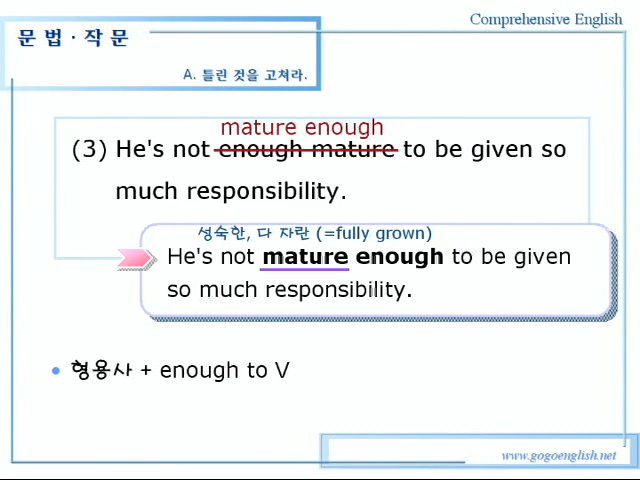 Comprehensive English
문법·작문
A. 틀린 것을 고쳐라.
mature enough
(3) He's not enough mature to be given so
much responsibility.
성숙한, 다 자란 (=fully grown)
He's not mature enough to be given
so much responsibility.
• 형용사 + enough to V
www.gogoenglish.net